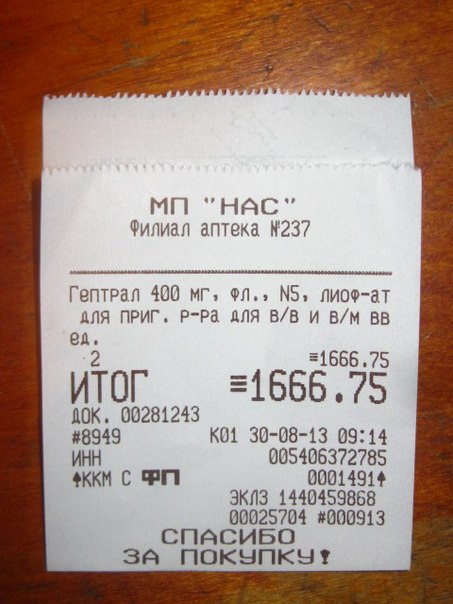 МП "НАС"
Филиал аптека №237
Гептрал 400 мг, фл., N5, лиоф-ат
для приг. р-ра для в/в и в/м вв
ед.
2 ≡1666.75
ИТОГ ≡1666.75
ДОК. 00281243
#8949 К01 30-08-13 09:14
ИНН 005406372785
♠ККМ С ФП 0001491♠
ЭКЛЗ 1440459868
00025704 #000913
СПАСИБО
ЗА ПОКУПКУ!